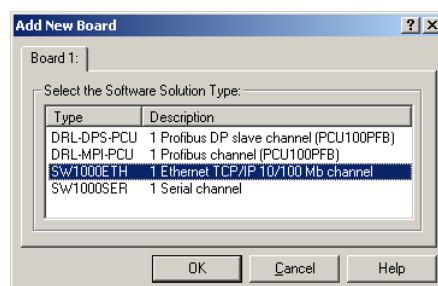 Add New Board
Board 1:
Select the Software Solution Type:
Type Description
DRL-DPS-PCU 1 Profibus DP slave channel (PCU100PFB)
DRL-MPI-PCU 1 Profibus channel (PCU100PFB)
SW1000ETH 1 Ethernet TCP/IP 10/100 Mb channel
SW1000SER 1 Serial channel
OK Cancel Help